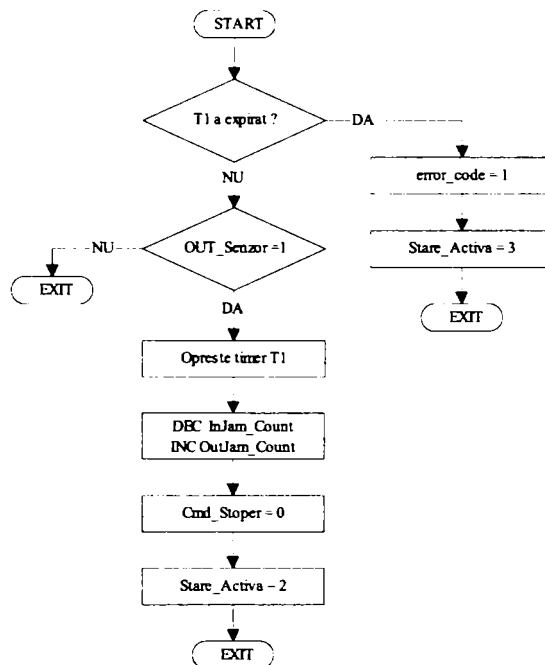 START
T1 a expirat ?
DA
NU
error_code = 1
OUT_Senzor =1
NU
Stare_Activa = 3
EXIT
EXIT
DA
Opreste timer T1
DEC InJam_Count
INC OutJam_Count
Cmd_Stoper = 0
Stare_Activa = 2
EXIT